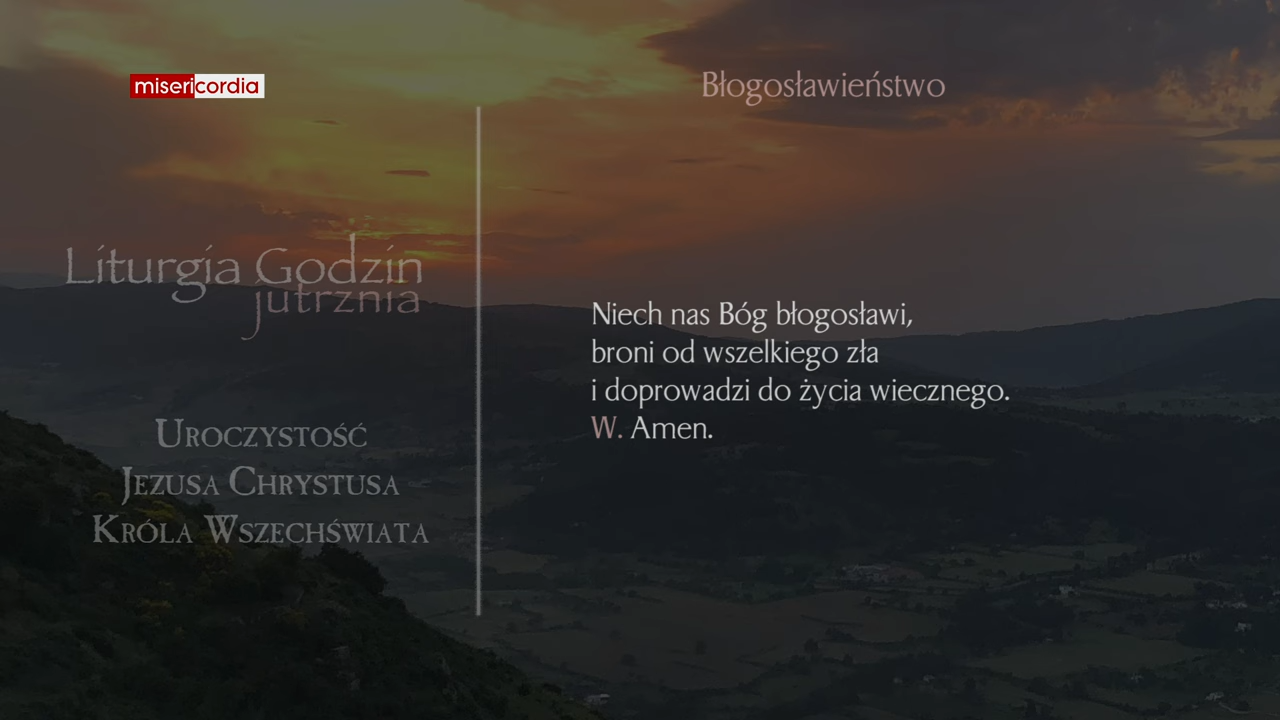 misericordia
Błogosławieństwo
Liturgia Godzin
jutrznia
Uroczystość
Jezusa Chrystusa
Króla Wszechświata
Niech nas Bóg błogosławi,
broni od wszelkiego zła
i doprowadzi do życia wiecznego.
W. Amen.